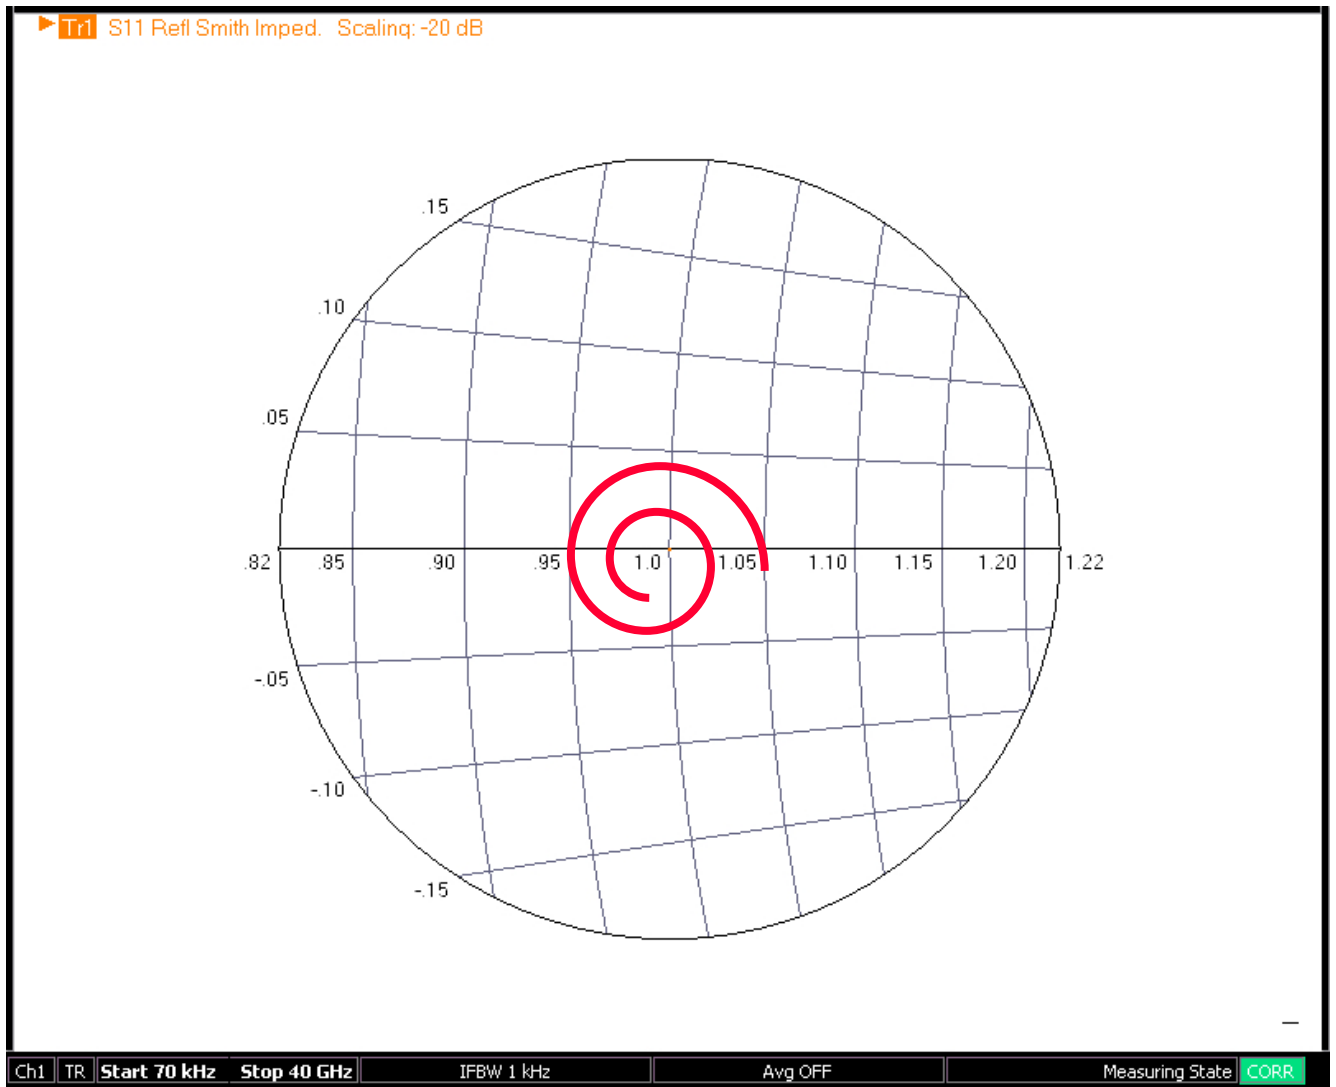 Tr1 S11 Refl Smith Imped. Scaling: -20 dB
.15
.10
.05
.82 .85 .90 .95 1.0 1.05 1.10 1.15 1.20 1.22
-.05
-.10
-.15
Ch1 TR Start 70 kHz Stop 40 GHz IFBW 1 kHz Avg OFF Measuring State CORR